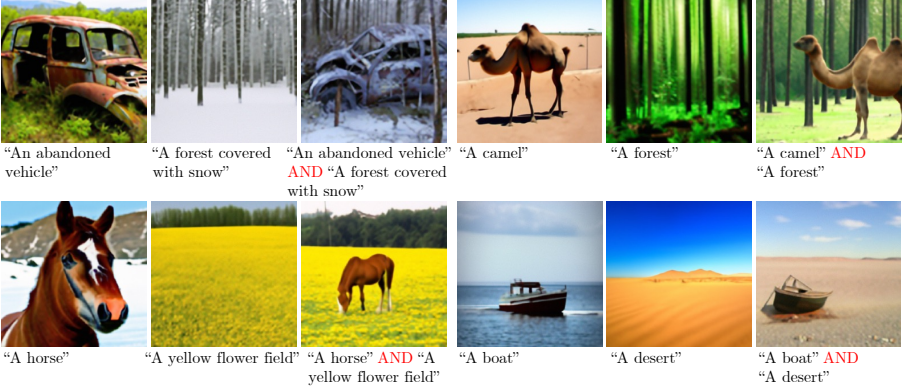 “An abandoned
vehicle”
“A forest covered
with snow”
“An abandoned vehicle”
AND “A forest covered
with snow”
“A camel”
“A forest”
“A camel” AND
“A forest”
“A horse”
“A yellow flower field”
“A horse” AND “A
yellow flower field”
“A boat”
“A desert”
“A boat” AND
“A desert”